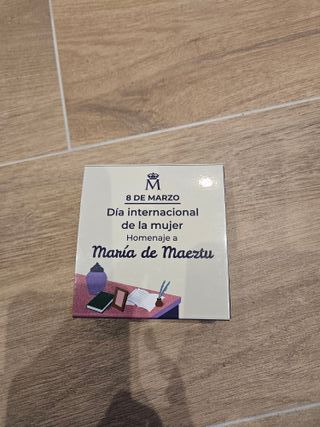 M
8 DE MARZO
Día internacional
de la mujer
Homenaje a
María de Maeztu